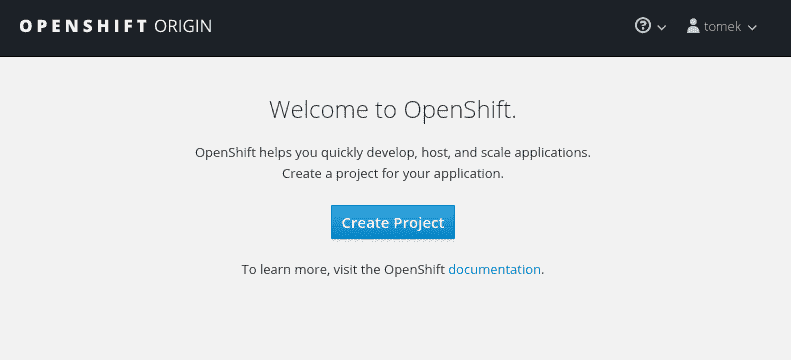 OPENSHIFT ORIGIN
tomek
Welcome to OpenShift.
OpenShift helps you quickly develop, host, and scale applications.
Create a project for your application.
Create Project
To learn more, visit the OpenShift documentation.